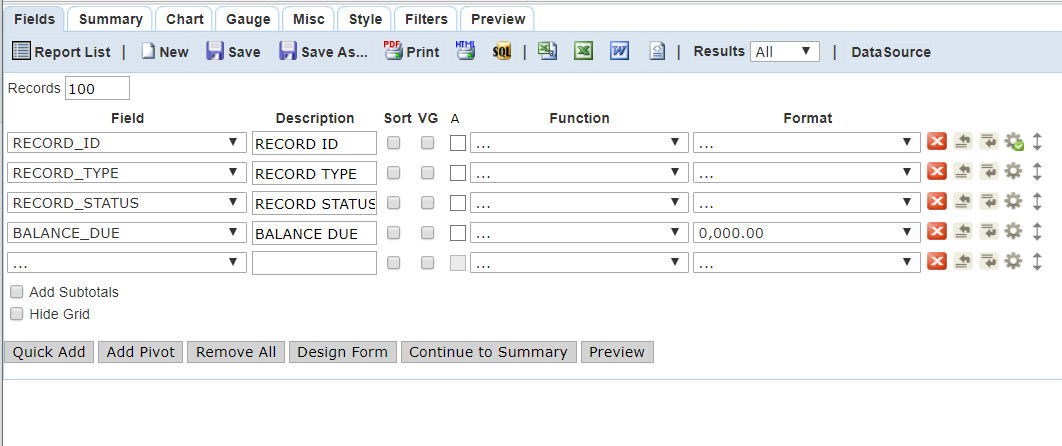 Fields Summary Chart Gauge Misc Style Filters Preview
Report List | New Save Save As... PDF Print HTML SQL | W | Results All | DataSource
Records 100
Field Description Sort VG A Function Format
RECORD_ID RECORD ID ... ...
RECORD_TYPE RECORD TYPE ... ...
RECORD_STATUS RECORD STATUS ... ...
BALANCE_DUE BALANCE DUE ... 0,000.00
... ... ...
Add Subtotals
Hide Grid
Quick Add Add Pivot Remove All Design Form Continue to Summary Preview